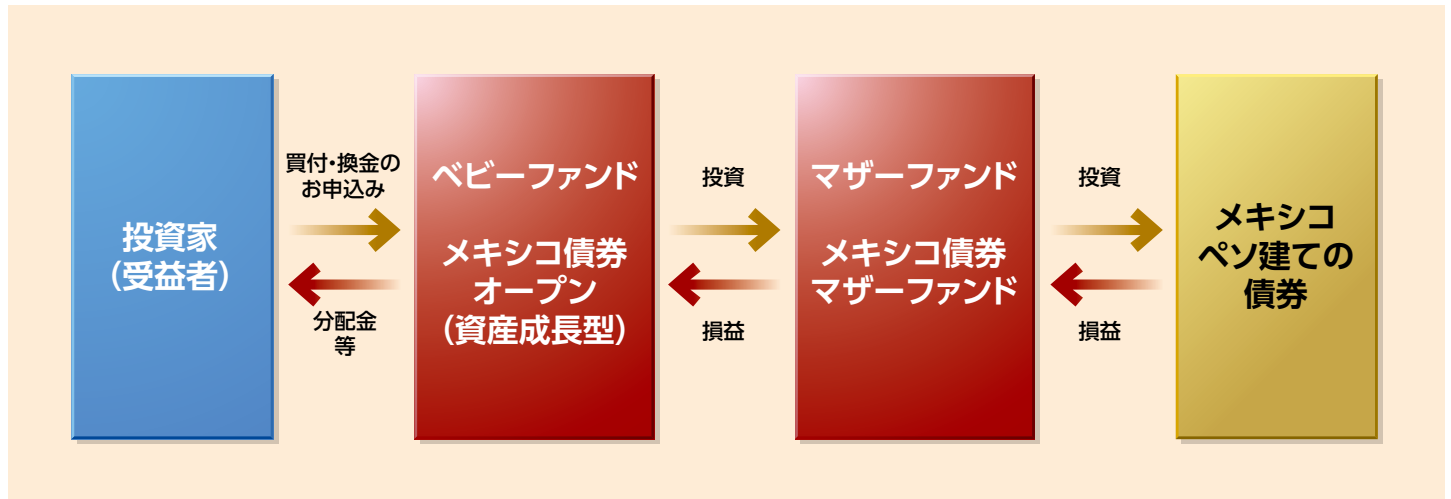 投資家
（受益者）
買付・換金の
お申込み
分配金
等
ベビーファンド
メキシコ債券
オープン
（資産成長型）
投資
損益
マザーファンド
メキシコ債券
マザーファンド
投資
損益
メキシコ
ペソ建ての
債券